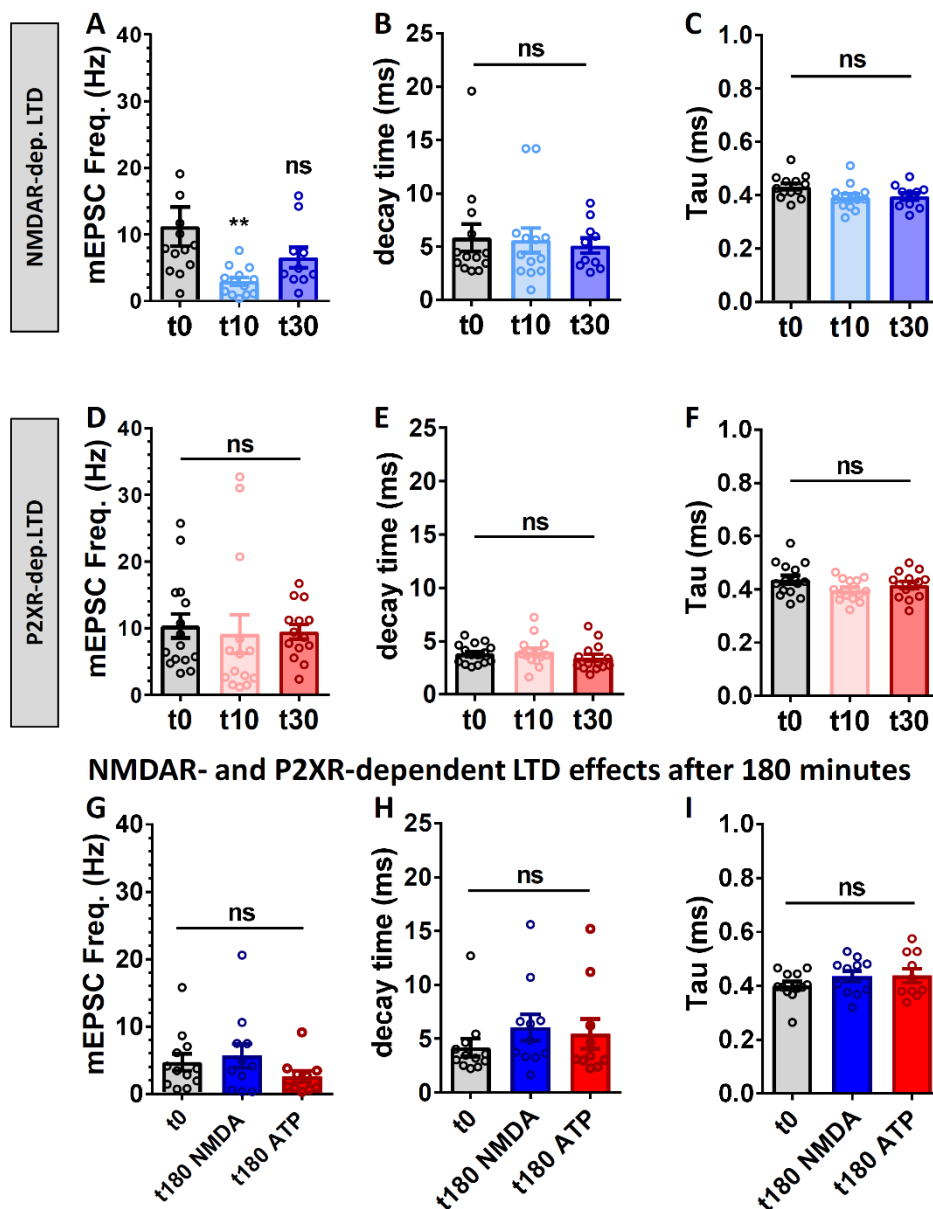 NMDAR-dep. LTD
A
mEPSC Freq. (Hz)
40
30
20
10
0
**
ns
t0 t10 t30
B
decay time (ms)
25
20
15
10
5
0
ns
t0 t10 t30
C
Tau (ms)
1.0
0.8
0.6
0.4
0.2
0.0
ns
t0 t10 t30
P2XR-dep.LTD
D
mEPSC Freq. (Hz)
40
30
20
10
0
ns
t0 t10 t30
E
decay time (ms)
25
20
15
10
5
0
ns
t0 t10 t30
F
Tau (ms)
1.0
0.8
0.6
0.4
0.2
0.0
ns
t0 t10 t30
NMDAR- and P2XR-dependent LTD effects after 180 minutes
G
mEPSC Freq. (Hz)
40
30
20
10
0
ns
t0
t180 NMDA
t180 ATP
H
decay time (ms)
25
20
15
10
5
0
ns
t0
t180 NMDA
t180 ATP
I
Tau (ms)
1.0
0.8
0.6
0.4
0.2
0.0
ns
t0
t180 NMDA
t180 ATP